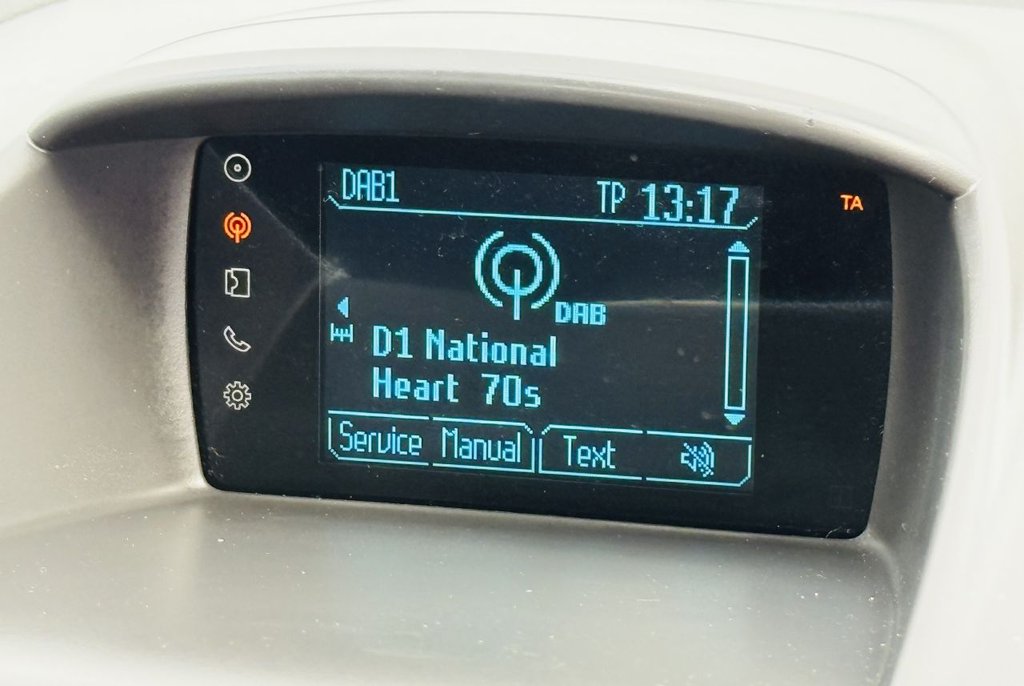 DAB1 TP 13:17
TA
DAB
D1 National
Heart 70s
Service Manual Text